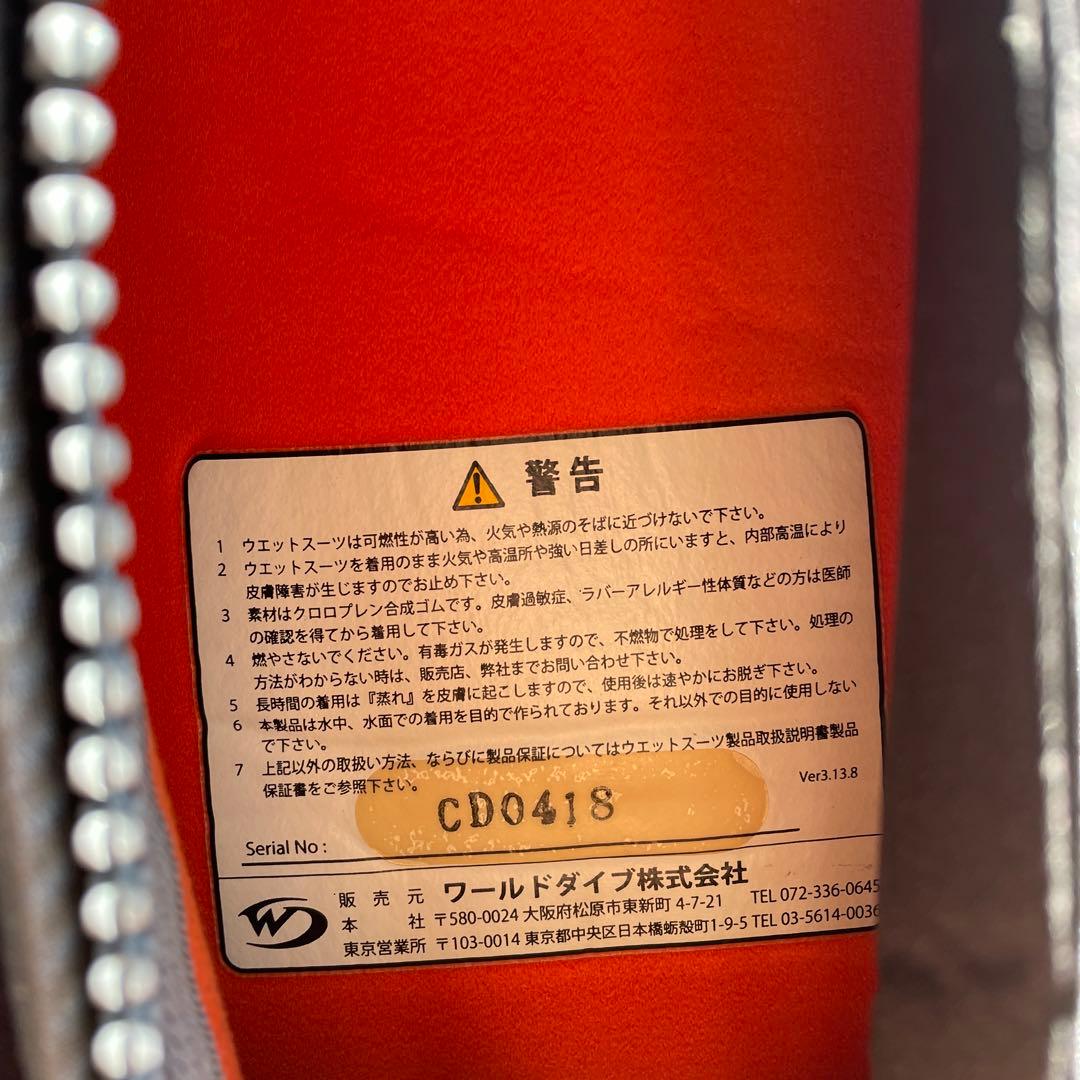 警告
1 ウエットスーツは可燃性が高い為、火気や熱源のそばに近づけないで下さい。
2 ウエットスーツを着用のまま火気や高温所や強い日差しの所にいますと、内部高温により
皮膚障害が生じますのでお止め下さい。
3 素材はクロロプレン合成ゴムです。皮膚過敏症、ラバーアレルギー性体質などの方は医師
の確認を得てから着用して下さい。
4 燃やさないでください。有毒ガスが発生しますので、不燃物で処理をして下さい。処理の
方法がわからない時は、販売店、弊社までお問い合わせ下さい。
5 長時間の着用は『蒸れ』を皮膚に起こしますので、使用後は速やかにお脱ぎ下さい。
6 本製品は水中、水面での着用を目的で作られております。それ以外での目的に使用しない
で下さい。
7 上記以外の取扱い方法、ならびに製品保証についてはウエットスーツ製品取扱説明書製品
保証書をご参照下さい。
Ver3.13.8
CD0418
Serial No :
WD
販売元 ワールドダイブ株式会社
本社 〒580-0024 大阪府松原市東新町 4-7-21 TEL 072-336-0645
東京営業所 〒103-0014 東京都中央区日本橋蛎殻町1-9-5 TEL 03-5614-0036